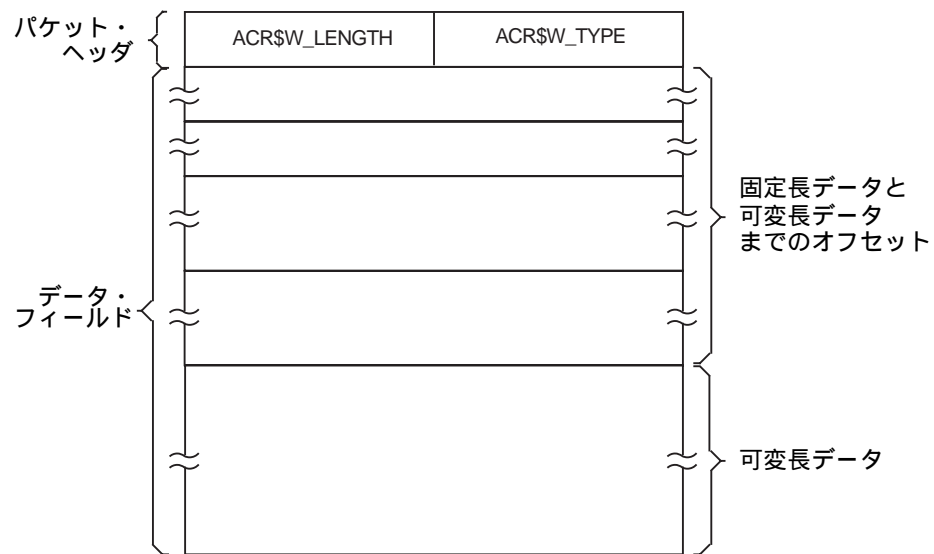 パケット・
ヘッダ
ACR$W_LENGTH
ACR$W_TYPE
固定長データと
可変長データ
までのオフセット
データ・
フィールド
可変長データ